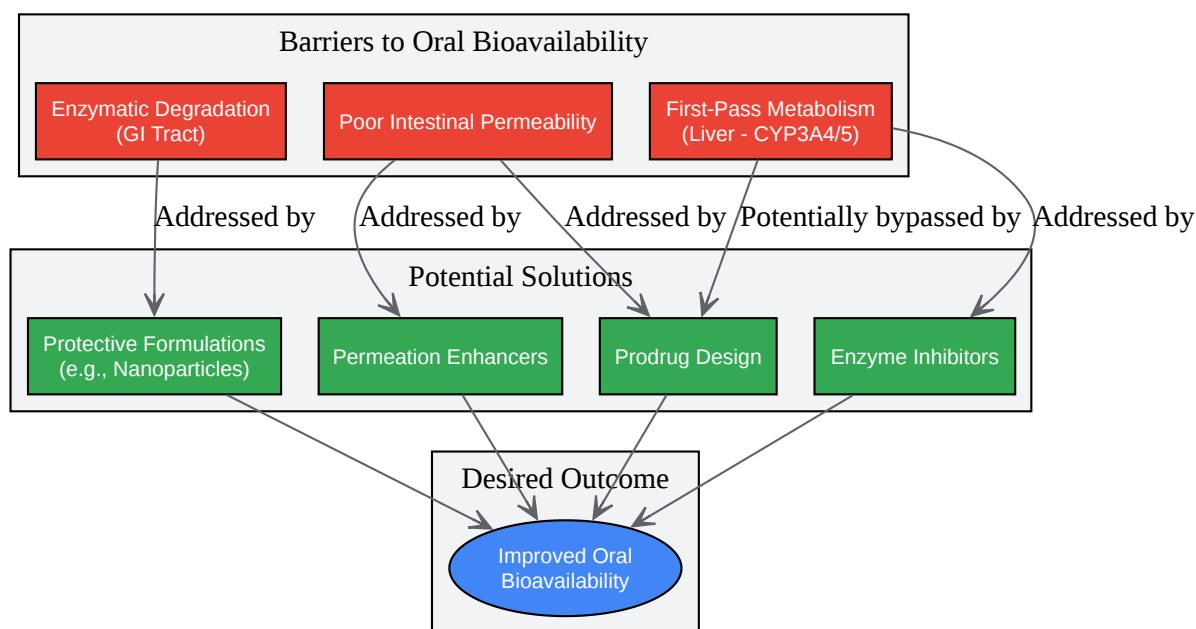 Barriers to Oral Bioavailability
Enzymatic Degradation
(GI Tract)
Poor Intestinal Permeability
First-Pass Metabolism
(Liver - CYP3A4/5)
Addressed by
Addressed by
Addressed by
Potentially bypassed by
Addressed by
Potential Solutions
Protective Formulations
(e.g., Nanoparticles)
Permeation Enhancers
Prodrug Design
Enzyme Inhibitors
Desired Outcome
Improved Oral
Bioavailability